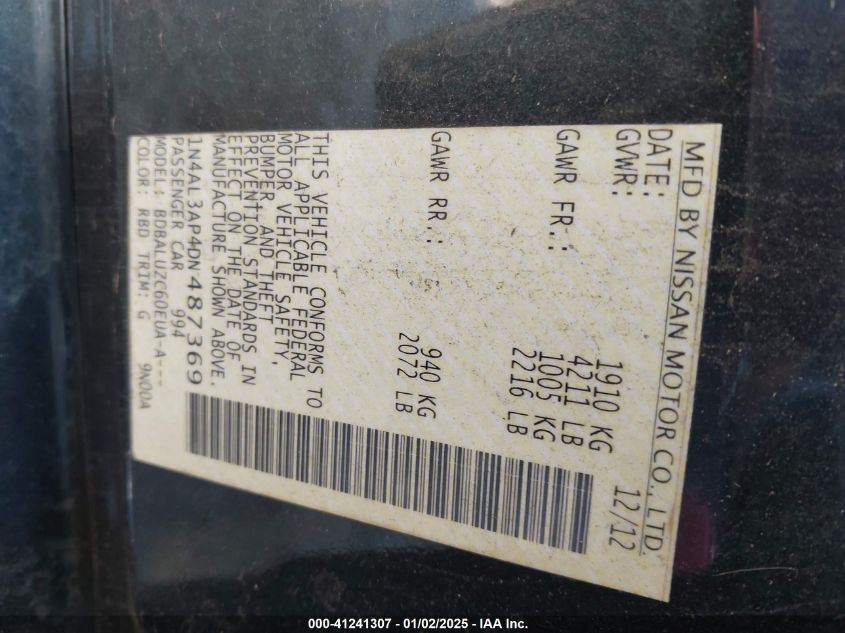 MFD BY NISSAN MOTOR CO., LTD.
DATE: 12/12
GVWR: 1910 KG
4211 LB
GAWR FR.: 1005 KG
2216 LB
GAWR RR.: 940 KG
2072 LB
THIS VEHICLE CONFORMS TO
ALL APPLICABLE FEDERAL
MOTOR VEHICLE SAFETY,
BUMPER AND THEFT
PREVENTION STANDARDS IN
EFFECT ON THE DATE OF
MANUFACTURE SHOWN ABOVE.
1N4AL3AP4DN487369
PASSENGER CAR 994
MODEL: BDBALUZC60EUA-A---
COLOR: RBD TRIM: G 9N00A
000-41241307 - 01/02/2025 - IAA Inc.